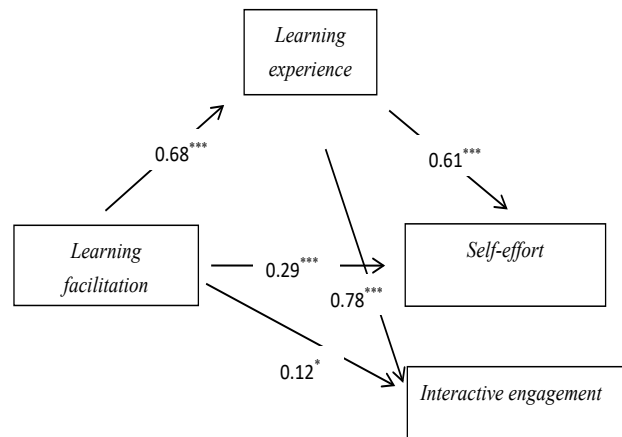 Learning
experience
0.68***
0.61***
Learning
facilitation
0.29***
Self-effort
0.78***
0.12*
Interactive engagement